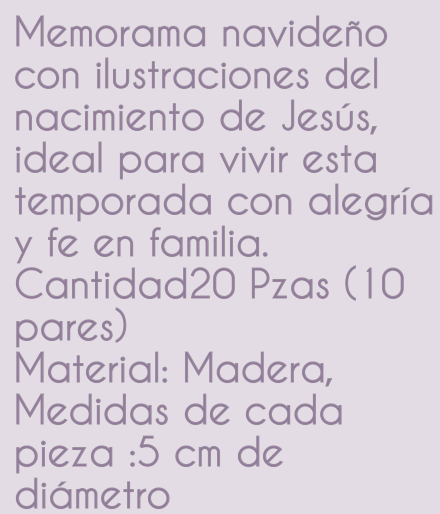 Memorama navideño
con ilustraciones del
nacimiento de Jesús,
ideal para vivir esta
temporada con alegría
y fe en familia.
Cantidad20 Pzas (10
pares)
Material: Madera,
Medidas de cada
pieza :5 cm de
diámetro